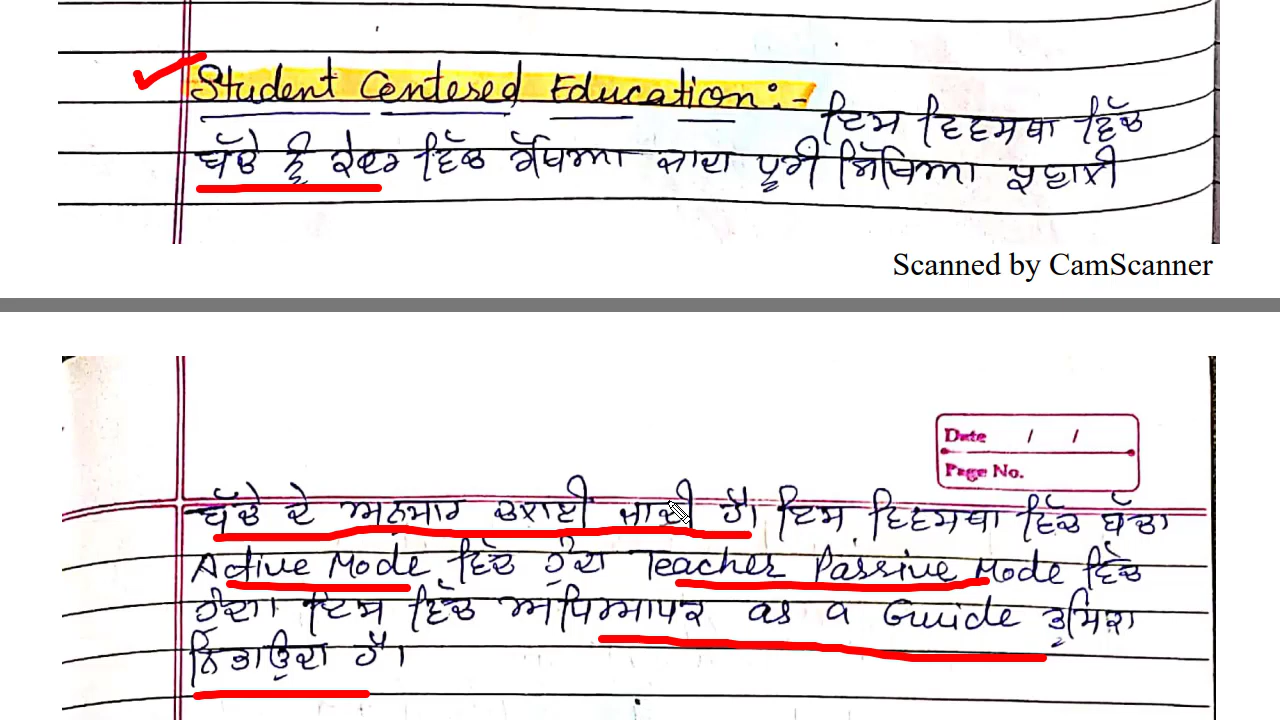 Student Centered Education:-
ਇਸ ਵਿਵਸਥਾ ਵਿੱਚ
ਬੱਚੇ ਨੂੰ ਕੇਂਦਰ ਵਿੱਚ ਰੱਖਿਆ ਜਾਦਾ ਪੂਰੀ ਸਿੱਖਿਆ ਪ੍ਰਣਾਲੀ
Scanned by CamScanner
Date / /
Page No.
ਬੱਚੇ ਦੇ ਅਨੁਸਾਰ ਚਲਾਈ ਜਾਂਦੀ ਹੈ। ਇਸ ਵਿਵਸਥਾ ਵਿੱਚ ਬੱਚਾ
Active Mode ਵਿੱਚ ਹੁੰਦਾ Teacher Passive Mode ਵਿੱਚ
ਹੁੰਦਾ। ਇਸ ਵਿੱਚ ਅਧਿਆਪਕ as a Guide ਭੂਮਿਕਾ
ਨਿਭਾਉਂਦਾ ਹੈ।